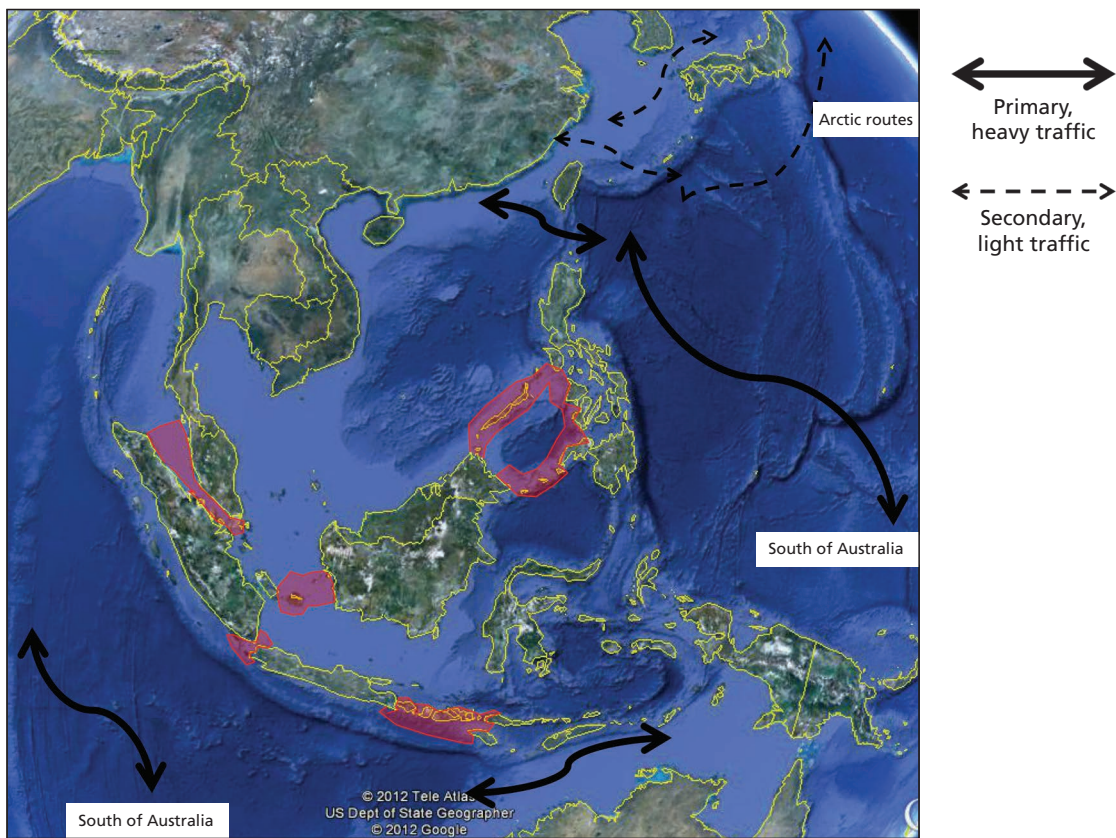 Arctic routes
Primary,
heavy traffic
Secondary,
light traffic
South of Australia
South of Australia
© 2012 Tele Atlas
US Dept of State Geographer
© 2012 Google